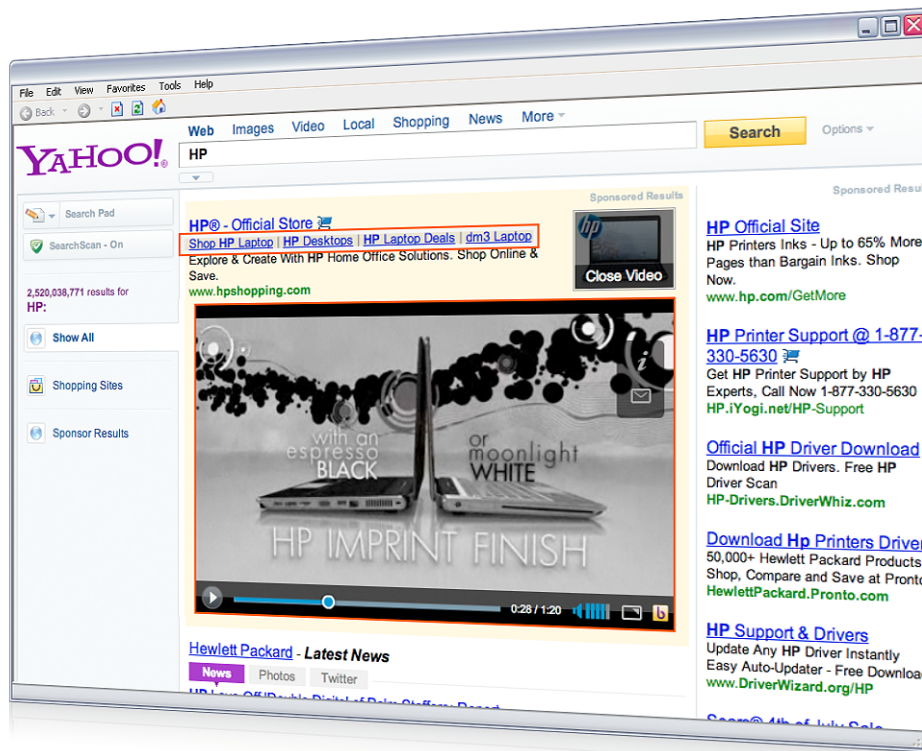 File Edit View Favorites Tools Help
Back
YAHOO!®
Web Images Video Local Shopping News More
HP
Search
Options
Search Pad
SearchScan - On
2,520,038,771 results for
HP:
Show All
Shopping Sites
Sponsor Results
Sponsored Results
HP® - Official Store
Shop HP Laptop | HP Desktops | HP Laptop Deals | dm3 Laptop
Explore & Create With HP Home Office Solutions. Shop Online &
Save.
www.hpshopping.com
hp
Close Video
with an
espresso
BLACK
or
moonlight
WHITE
HP IMPRINT FINISH
0:28 / 1:20
b
Hewlett Packard - Latest News
News Photos Twitter
Sponsored Resu
HP Official Site
HP Printers Inks - Up to 65% More
Pages than Bargain Inks. Shop
Now.
www.hp.com/GetMore
HP Printer Support @ 1-877-
330-5630
Get HP Printer Support by HP
Experts, Call Now 1-877-330-5630
HP.iYogi.net/HP-Support
Official HP Driver Download
Download HP Drivers. Free HP
Driver Scan
HP-Drivers.DriverWhiz.com
Download Hp Printers Driver
50,000+ Hewlett Packard Products
Shop, Compare and Save at Pronto
HewlettPackard.Pronto.com
HP Support & Drivers
Update Any HP Driver Instantly
Easy Auto-Updater - Free Download
www.DriverWizard.org/HP